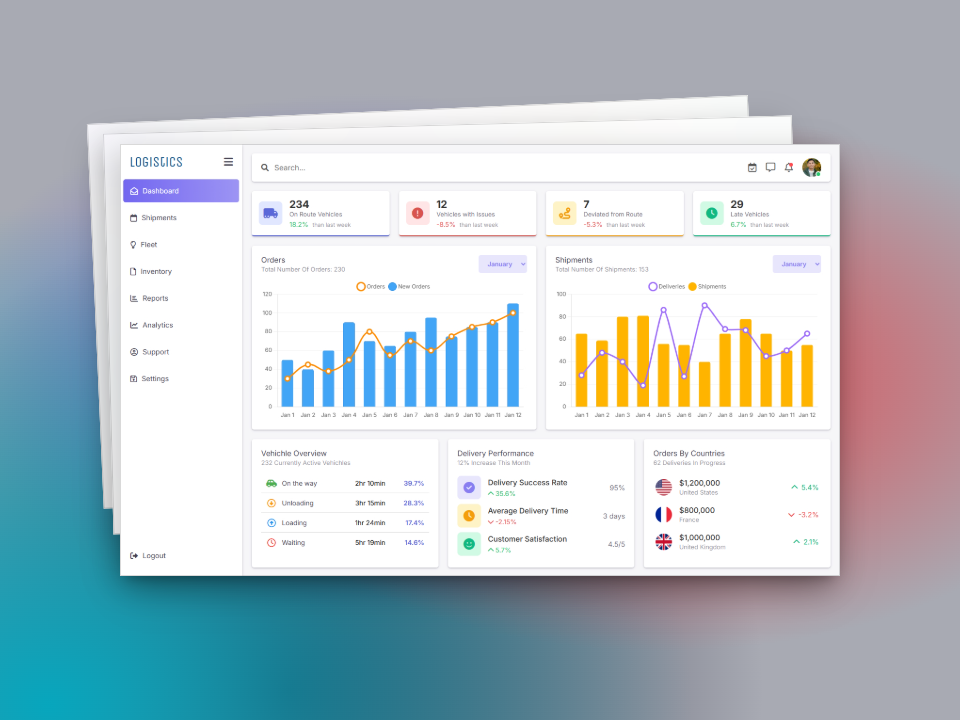 LOGISTICS
Search...
Dashboard
Shipments
Fleet
Inventory
Reports
Analytics
Support
Settings
Logout
234
On Route Vehicles
18.2% than last week
12
Vehicles with issues
-8.5% than last week
7
Deviated from Route
-5.3% than last week
29
Late Vehicles
6.7% than last week
Orders
Total Number Of Orders: 230
January
Orders New Orders
120
100
80
60
40
20
0
Jan 1 Jan 2 Jan 3 Jan 4 Jan 5 Jan 6 Jan 7 Jan 8 Jan 9 Jan 10 Jan 11 Jan 12
Shipments
Total Number Of Shipments: 153
January
Deliveries Shipments
100
80
60
40
20
0
Jan 1 Jan 2 Jan 3 Jan 4 Jan 5 Jan 6 Jan 7 Jan 8 Jan 9 Jan 10 Jan 11 Jan 12
Vehichle Overview
232 Currently Active Vehichles
On the way 2hr 10min 39.7%
Unloading 3hr 15min 28.3%
Loading 1hr 24min 17.4%
Waiting 5hr 19min 14.6%
Delivery Performance
12% Increase This Month
Delivery Success Rate
35.6%
95%
Average Delivery Time
-2.15%
3 days
Customer Satisfaction
5.7%
4.5/5
Orders By Countries
62 Deliveries In Progress
$1,200,000
United States
5.4%
$800,000
France
-3.2%
$1,000,000
United Kingdom
2.1%